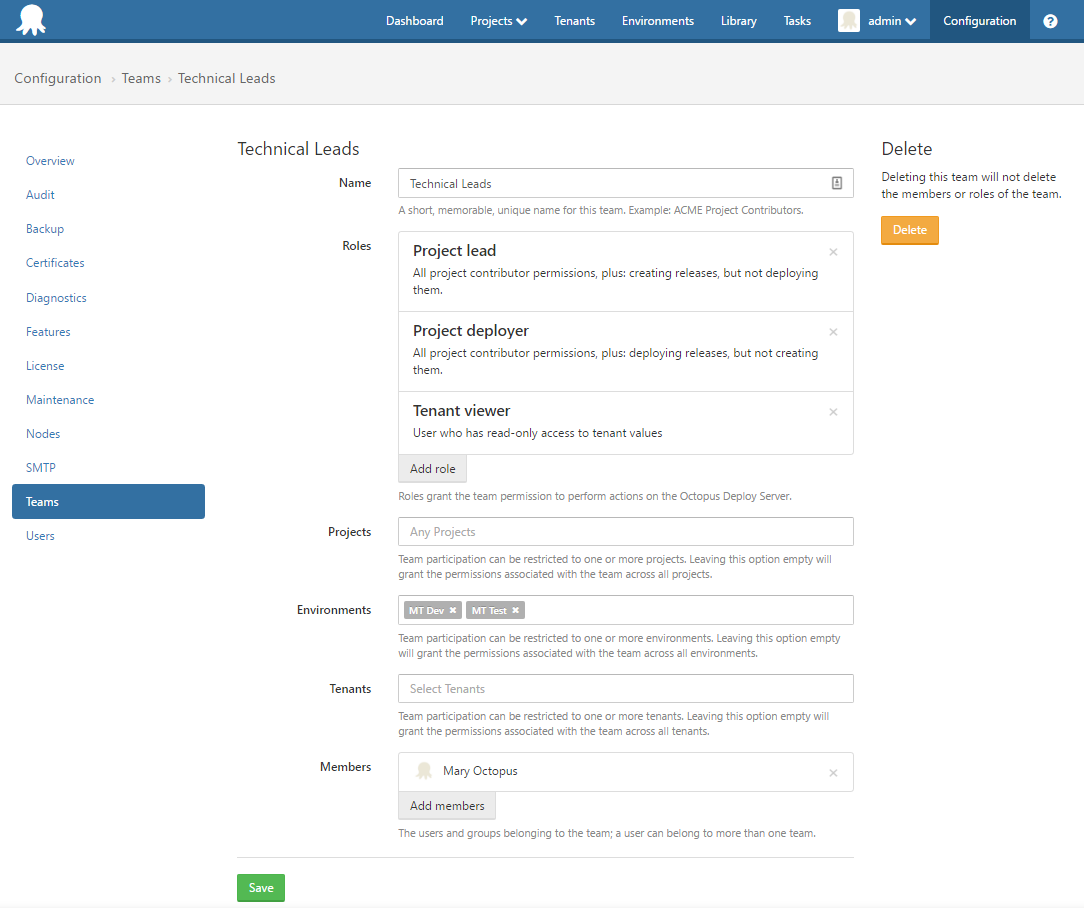 Dashboard Projects Tenants Environments Library Tasks admin Configuration ?
Configuration › Teams › Technical Leads
Overview
Audit
Backup
Certificates
Diagnostics
Features
License
Maintenance
Nodes
SMTP
Teams
Users
Technical Leads
Name
Technical Leads
A short, memorable, unique name for this team. Example: ACME Project Contributors.
Roles
Project lead ×
All project contributor permissions, plus: creating releases, but not deploying
them.
Project deployer ×
All project contributor permissions, plus: deploying releases, but not creating
them.
Tenant viewer ×
User who has read-only access to tenant values
Add role
Roles grant the team permission to perform actions on the Octopus Deploy Server.
Projects
Any Projects
Team participation can be restricted to one or more projects. Leaving this option empty will
grant the permissions associated with the team across all projects.
Environments
MT Dev × MT Test ×
Team participation can be restricted to one or more environments. Leaving this option empty
will grant the permissions associated with the team across all environments.
Tenants
Select Tenants
Team participation can be restricted to one or more tenants. Leaving this option empty will
grant the permissions associated with the team across all tenants.
Members
Mary Octopus ×
Add members
The users and groups belonging to the team; a user can belong to more than one team.
Save
Delete
Deleting this team will not delete
the members or roles of the team.
Delete